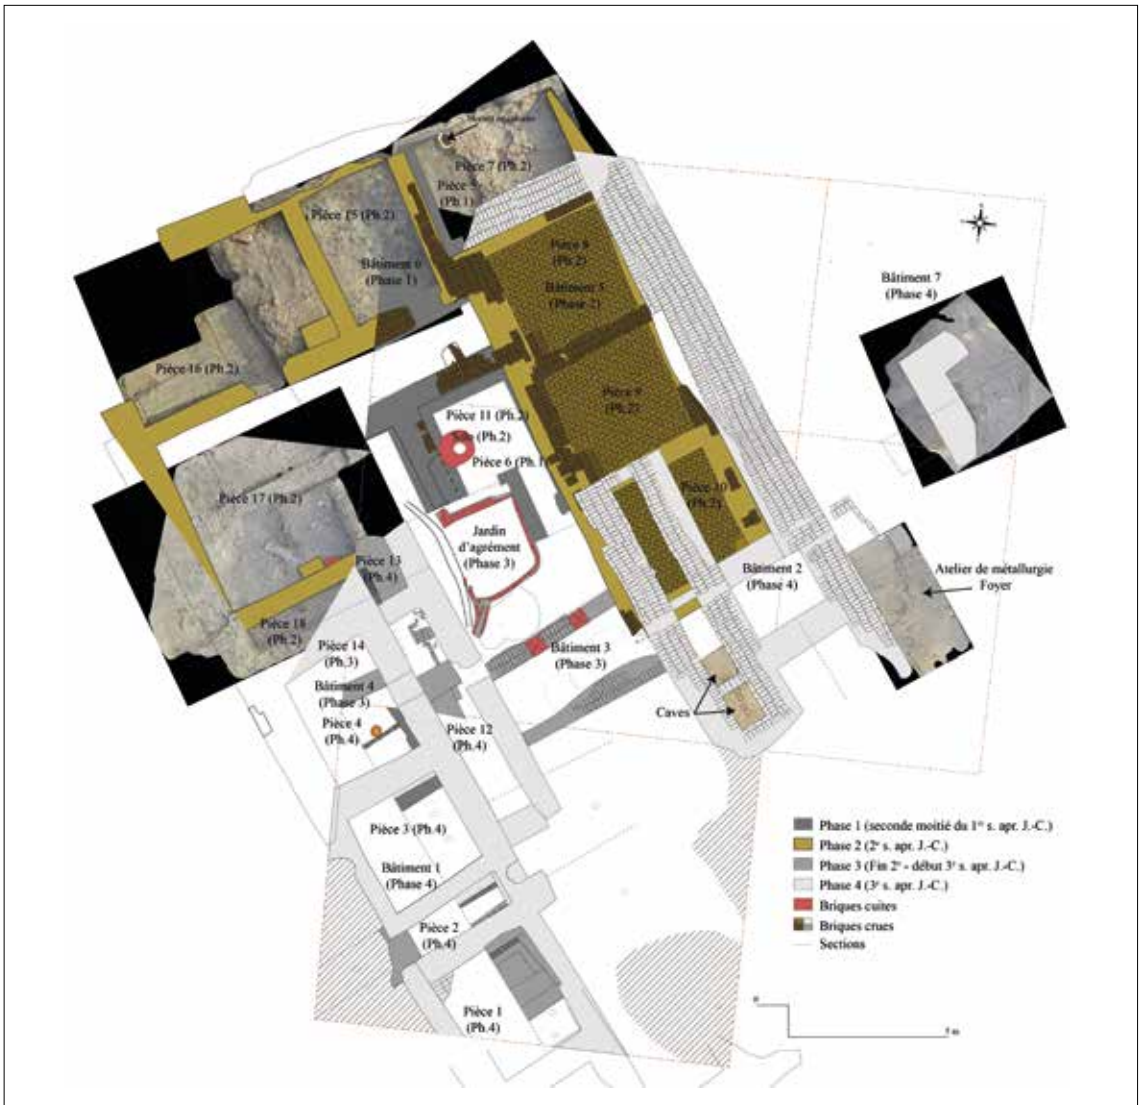 Pièce 7 (Ph.2)
Pièce 5
(Ph.1)
Pièce 15 (Ph.2)
Bâtiment 6
(Phase 1)
Pièce 8
(Ph.2)
Bâtiment 5
(Phase 2)
Bâtiment 7
(Phase 4)
Pièce 16 (Ph.2)
Pièce 9
(Ph.2)
Pièce 11 (Ph.2)
(Ph.2)
Pièce 6 (Ph.1
Pièce 17 (Ph.2)
Pièce 10
(Ph.2)
Jardin
d'agrément
(Phase 3)
Pièce 13
(Ph.4)
Bâtiment 2
(Phase 4)
Atelier de métallurgie
Foyer
Pièce 18
(Ph.2)
Pièce 14
(Ph.3)
Bâtiment 3
(Phase 3)
Bâtiment 4
(Phase 3)
Pièce 4
(Ph.4)
Pièce 12
(Ph.4)
Caves
Pièce 3 (Ph.4)
Bâtiment 1
(Phase 4)
Pièce 2
(Ph.4)
Pièce 1
(Ph.4)
Phase 1 (seconde moitié du 1er s. apr. J.-C.)
Phase 2 (2e s. apr. J.-C.)
Phase 3 (Fin 2e - début 3e s. apr. J.-C.)
Phase 4 (3e s. apr. J.-C.)
Briques cuites
Briques crues
Sections
0
5 m